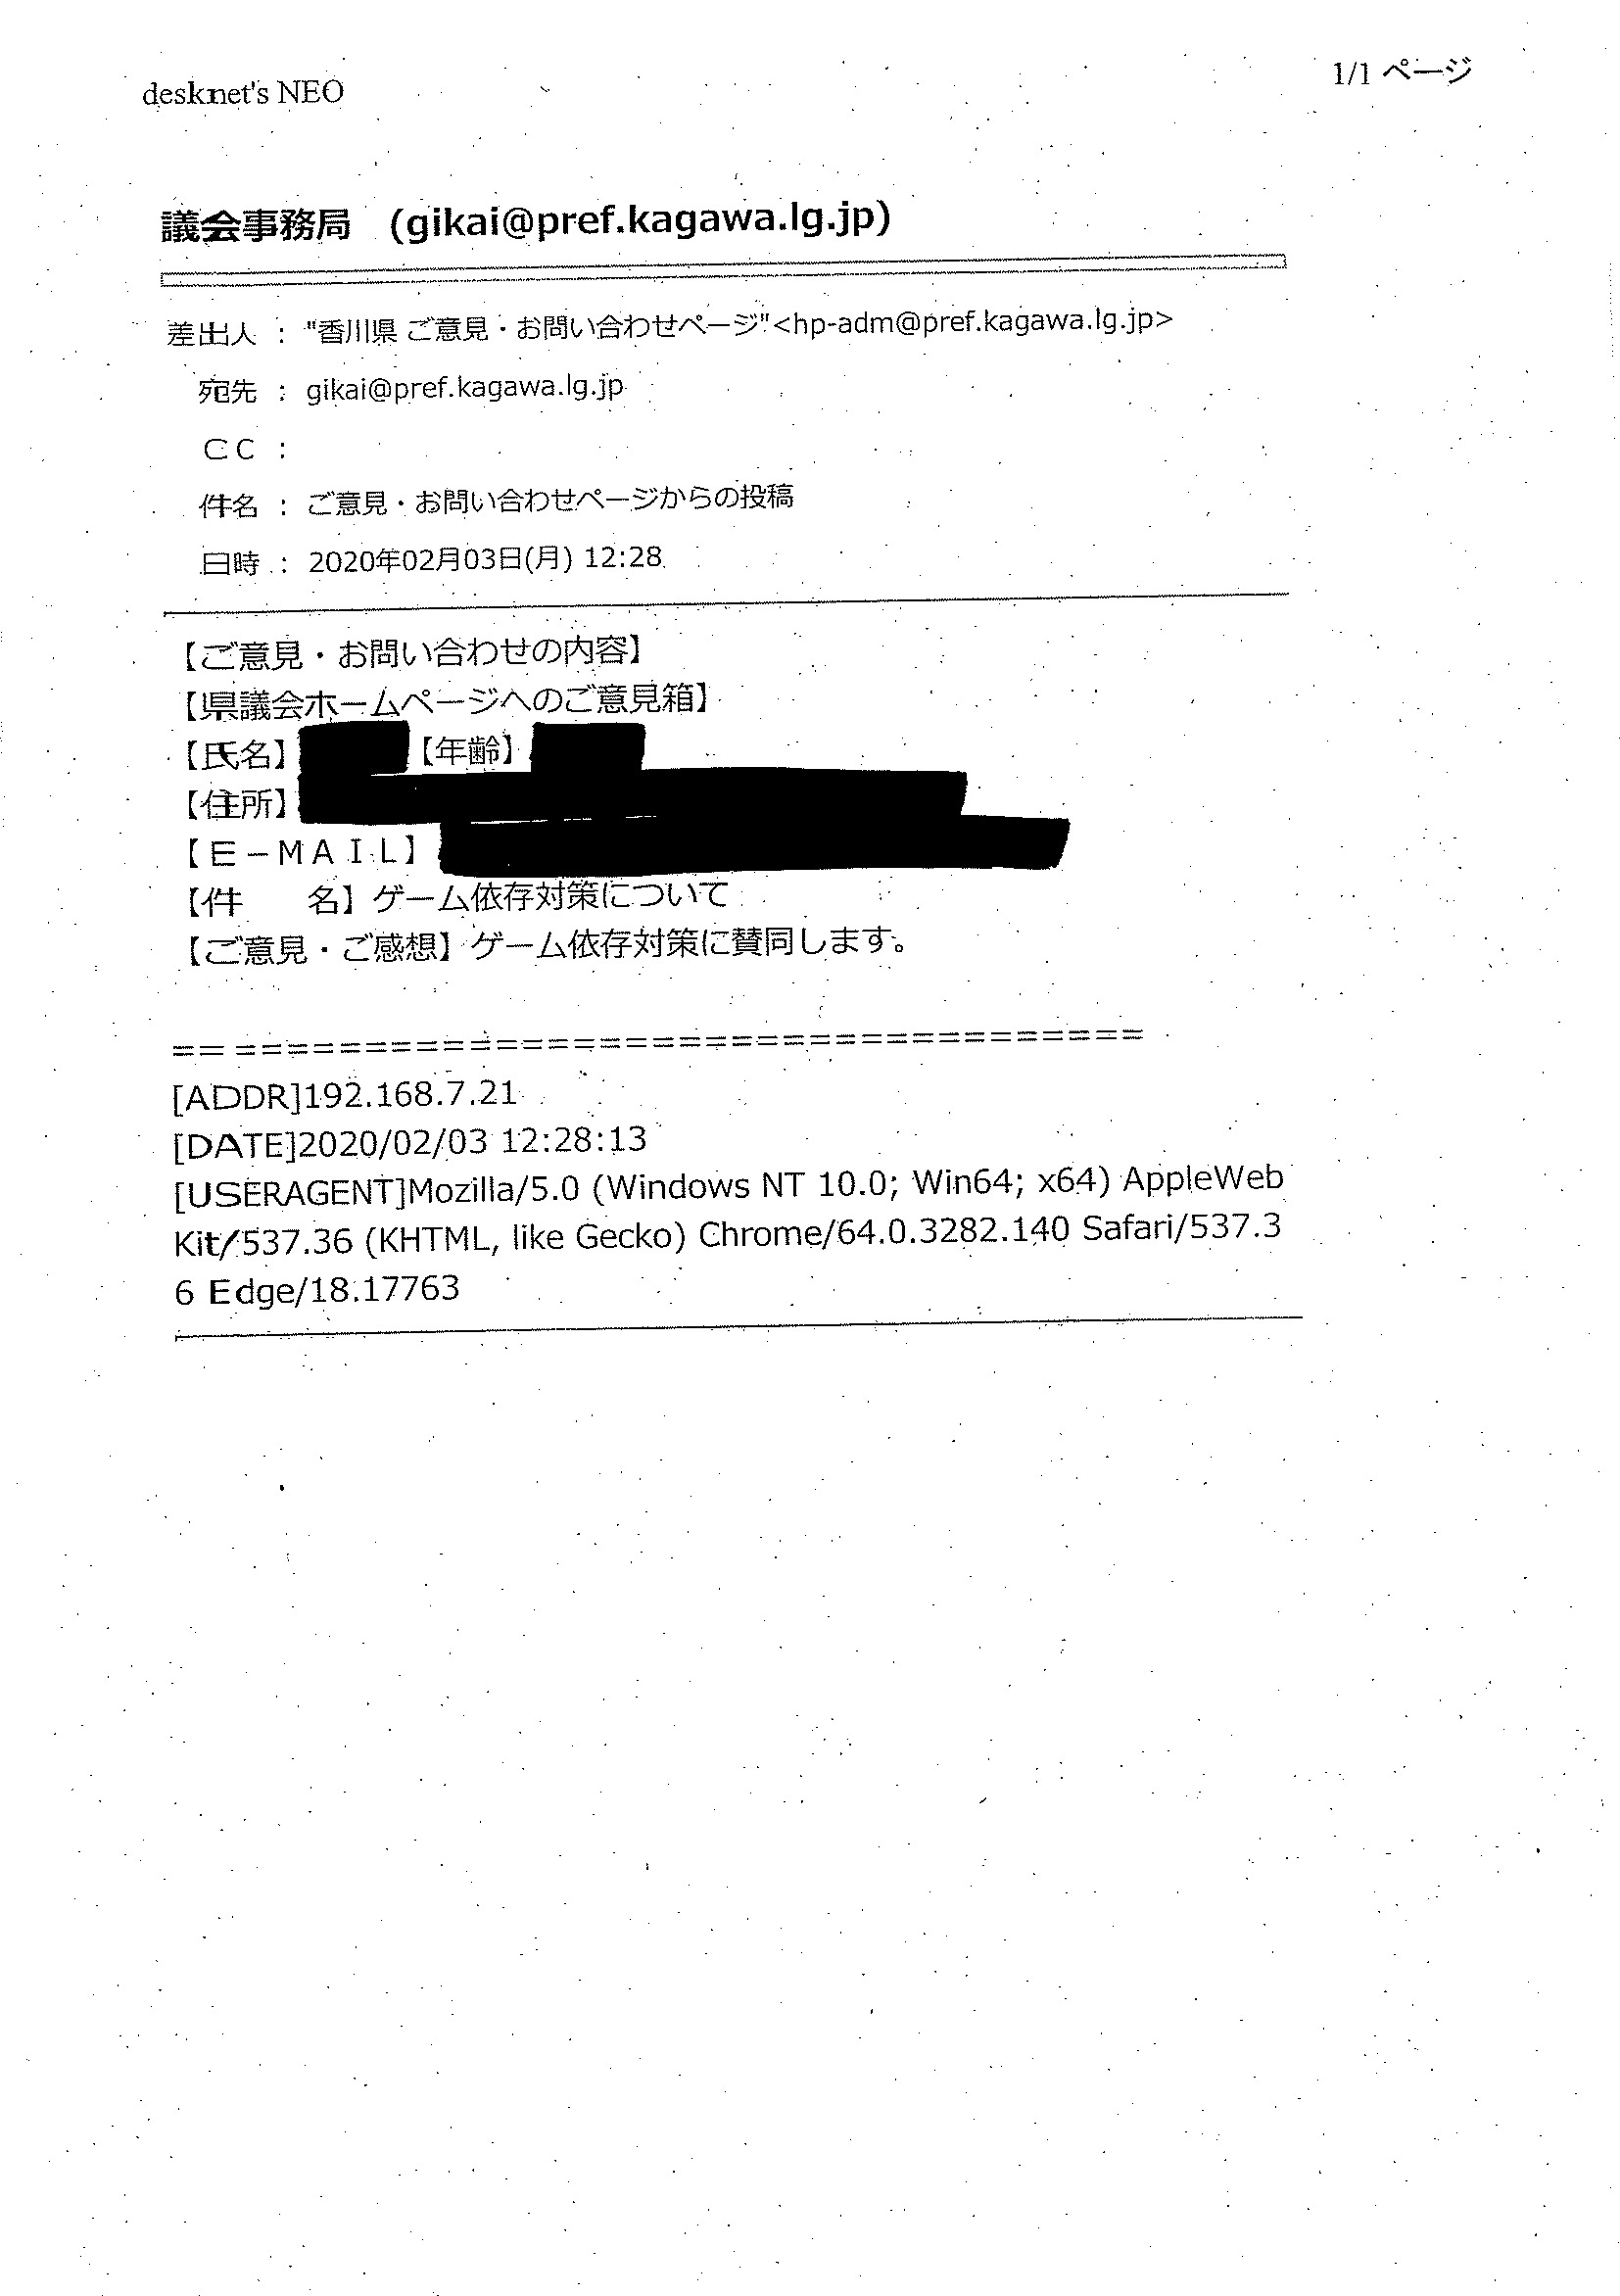 desknet's NEO
1/1 ページ
議会事務局 (gikai@pref.kagawa.lg.jp)
差出人 : "香川県 ご意見・お問い合わせページ"<hp-adm@pref.kagawa.lg.jp>
宛先 : gikai@pref.kagawa.lg.jp
CC :
件名 : ご意見・お問い合わせページからの投稿
日時 : 2020年02月03日(月) 12:28
【ご意見・お問い合わせの内容】
【県議会ホームページへのご意見箱】
【氏名】 【年齢】
【住所】
【E-MAIL】
【件　　名】ゲーム依存対策について
【ご意見・ご感想】ゲーム依存対策に賛同します。
=====================================
[ADDR]192.168.7.21
[DATE]2020/02/03 12:28:13
[USERAGENT]Mozilla/5.0 (Windows NT 10.0; Win64; x64) AppleWeb
Kit/537.36 (KHTML, like Gecko) Chrome/64.0.3282.140 Safari/537.3
6 Edge/18.17763